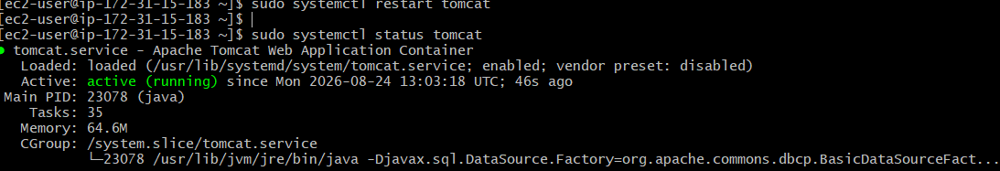 [ec2-user@ip-172-31-15-183 ~]$ sudo systemctl restart tomcat
[ec2-user@ip-172-31-15-183 ~]$
[ec2-user@ip-172-31-15-183 ~]$ sudo systemctl status tomcat
● tomcat.service - Apache Tomcat Web Application Container
Loaded: loaded (/usr/lib/systemd/system/tomcat.service; enabled; vendor preset: disabled)
Active: active (running) since Mon 2026-08-24 13:03:18 UTC; 46s ago
Main PID: 23078 (java)
Tasks: 35
Memory: 64.6M
CGroup: /system.slice/tomcat.service
└─23078 /usr/lib/jvm/jre/bin/java -Djavax.sql.DataSource.Factory=org.apache.commons.dbcp.BasicDataSourceFact...